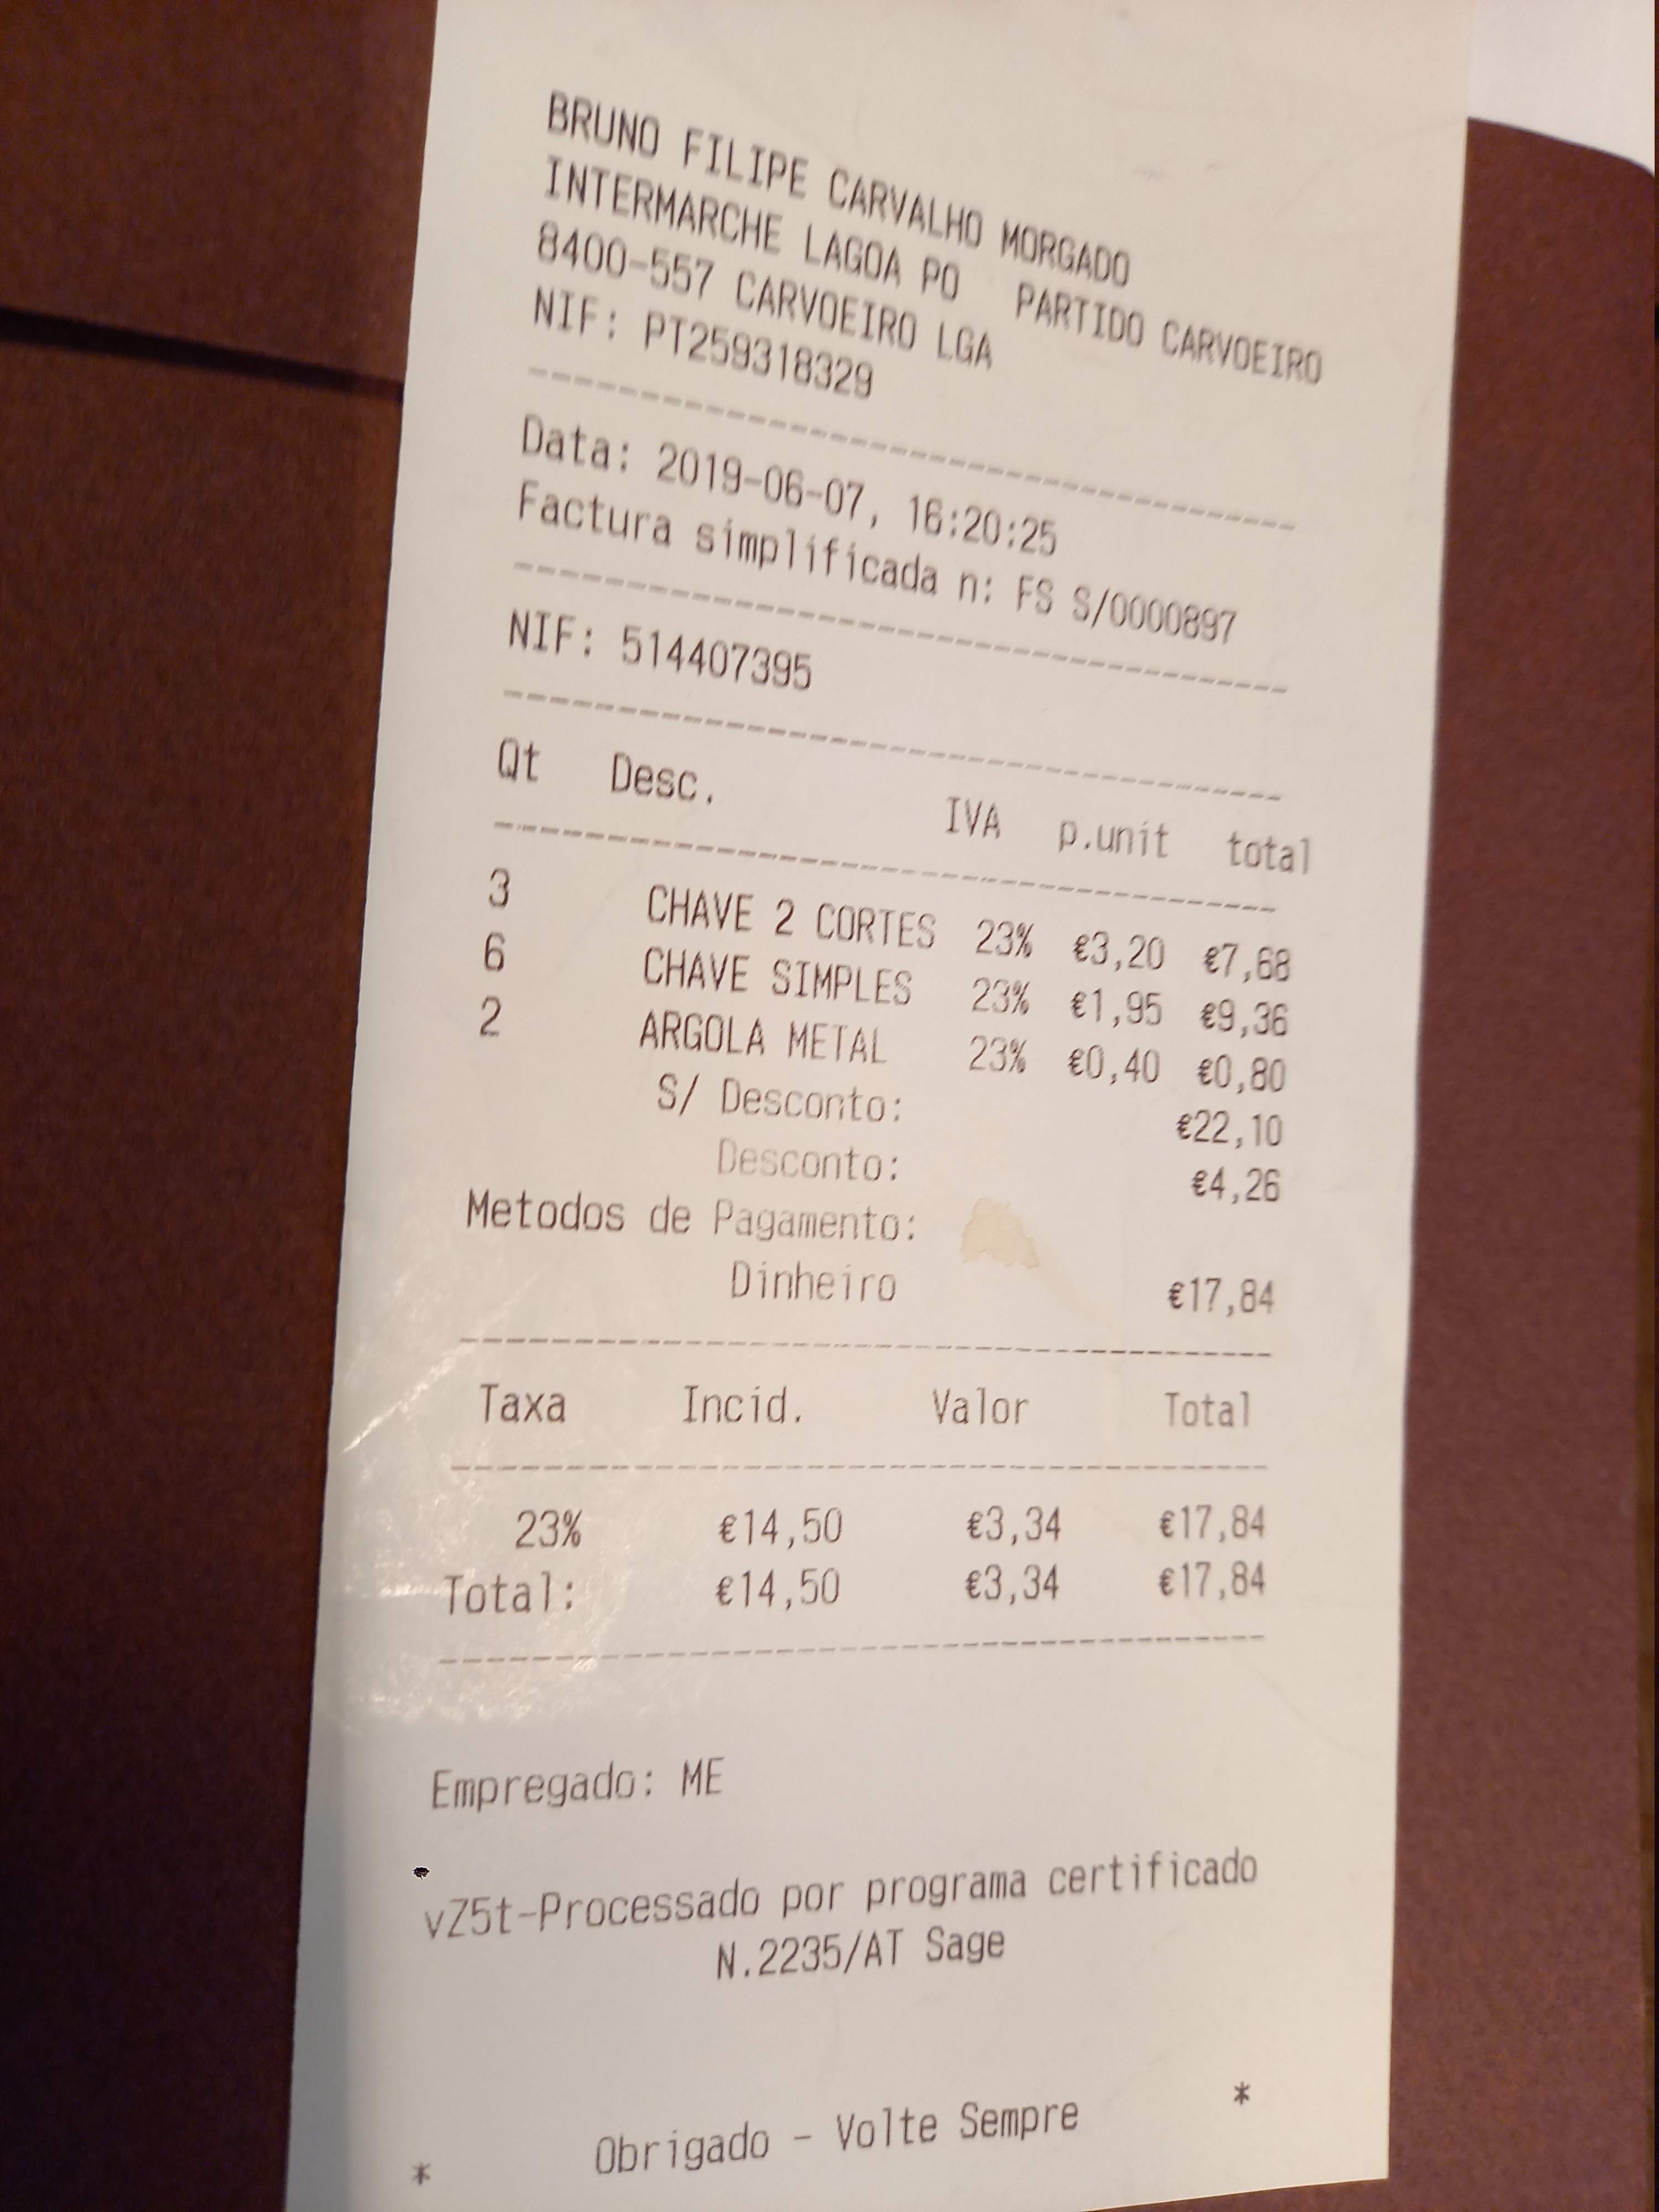 BRUNO FILIPE CARVALHO MORGADO
INTERMARCHE LAGOA PO PARTIDO CARVOEIRO
8400-557 CARVOEIRO LGA
NIF: PT259318329
Data: 2019-06-07, 16:20:25
Factura simplificada n: FS S/0000897
NIF: 514407395
Qt Desc. IVA p.unit total
3 CHAVE 2 CORTES 23% €3,20 €7,68
6 CHAVE SIMPLES 23% €1,95 €9,36
2 ARGOLA METAL 23% €0,40 €0,80
S/ Desconto: €22,10
Desconto: €4,26
Metodos de Pagamento:
Dinheiro €17,84
Taxa Incid. Valor Total
23% €14,50 €3,34 €17,84
Total: €14,50 €3,34 €17,84
Empregado: ME
vZ5t-Processado por programa certificado
N.2235/AT Sage
* Obrigado - Volte Sempre *